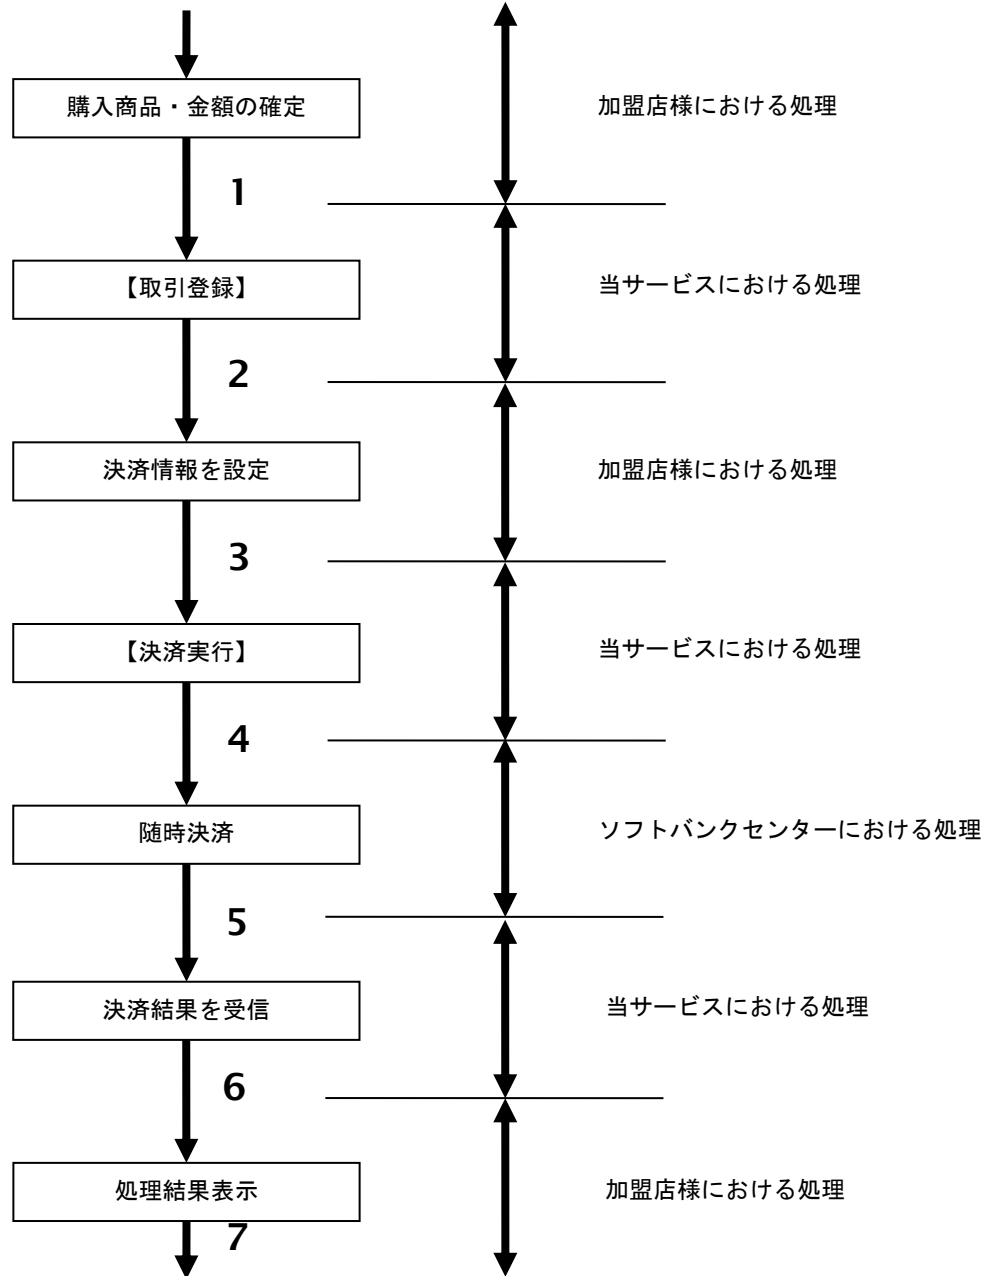 購入商品・金額の確定
加盟店様における処理
1
【取引登録】
当サービスにおける処理
2
決済情報を設定
加盟店様における処理
3
【決済実行】
当サービスにおける処理
4
随時決済
ソフトバンクセンターにおける処理
5
決済結果を受信
当サービスにおける処理
6
処理結果表示
加盟店様における処理
7